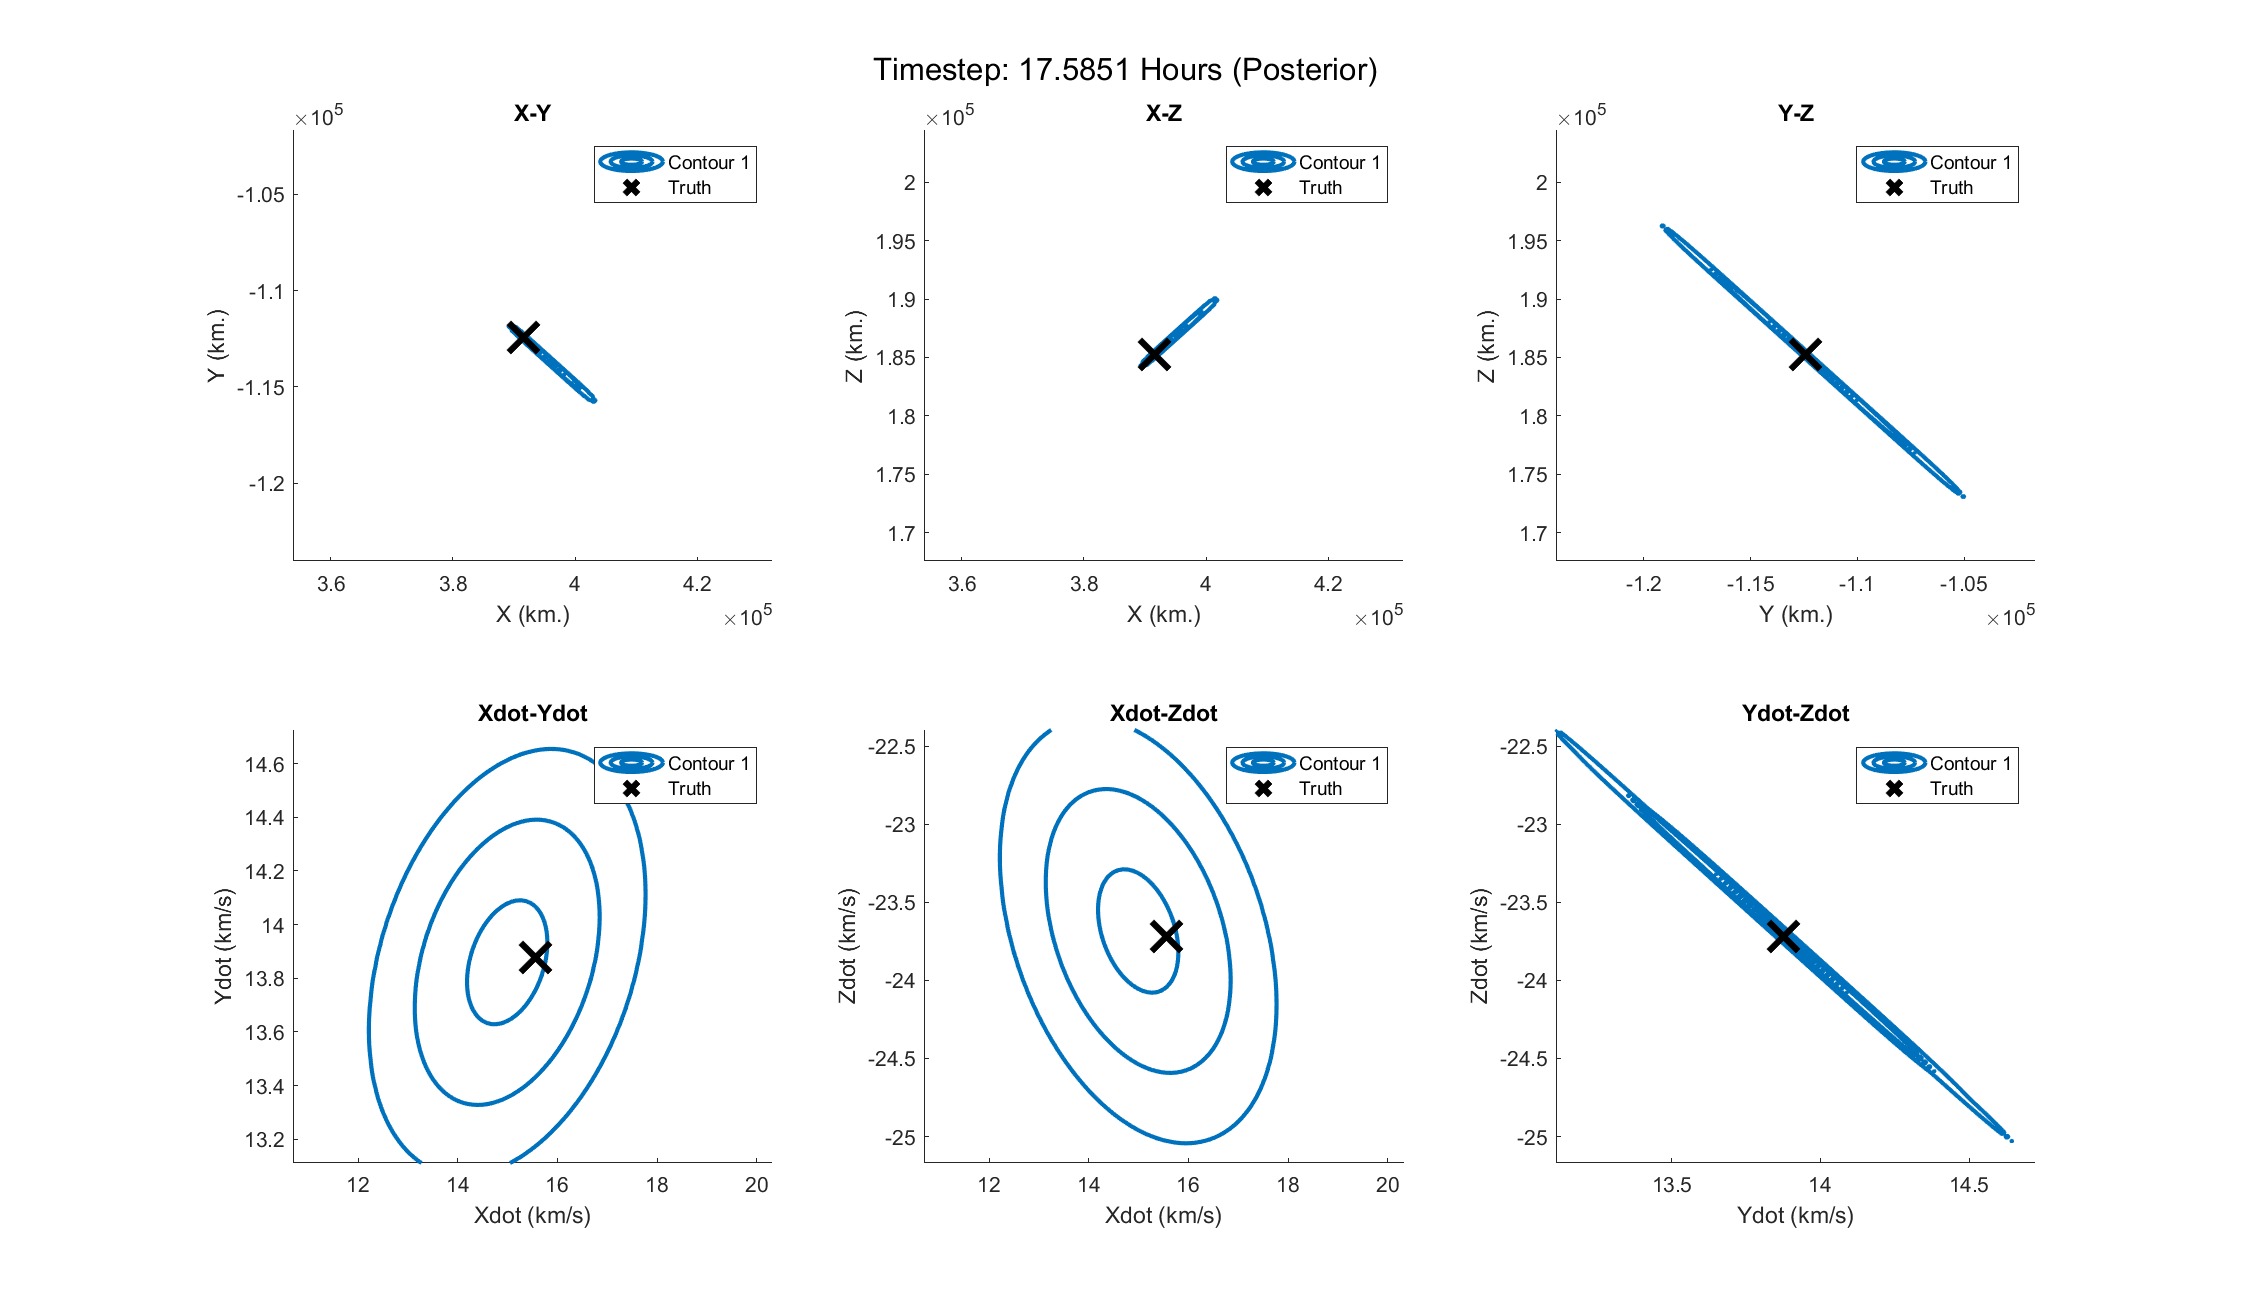 Timestep: 17.5851 Hours (Posterior)
X-Y
×10^5
Contour 1
Truth
-1.05
-1.1
-1.15
-1.2
Y (km.)
3.6 3.8 4 4.2
X (km.)
×10^5
X-Z
×10^5
Contour 1
Truth
2
1.95
1.9
1.85
1.8
1.75
1.7
Z (km.)
3.6 3.8 4 4.2
X (km.)
×10^5
Y-Z
×10^5
Contour 1
Truth
2
1.95
1.9
1.85
1.8
1.75
1.7
Z (km.)
-1.2 -1.15 -1.1 -1.05
Y (km.)
×10^5
Xdot-Ydot
Contour 1
Truth
14.6
14.4
14.2
14
13.8
13.6
13.4
13.2
Ydot (km/s)
12 14 16 18 20
Xdot (km/s)
Xdot-Zdot
Contour 1
Truth
-22.5
-23
-23.5
-24
-24.5
-25
Zdot (km/s)
12 14 16 18 20
Xdot (km/s)
Ydot-Zdot
Contour 1
Truth
-22.5
-23
-23.5
-24
-24.5
-25
Zdot (km/s)
13.5 14 14.5
Ydot (km/s)